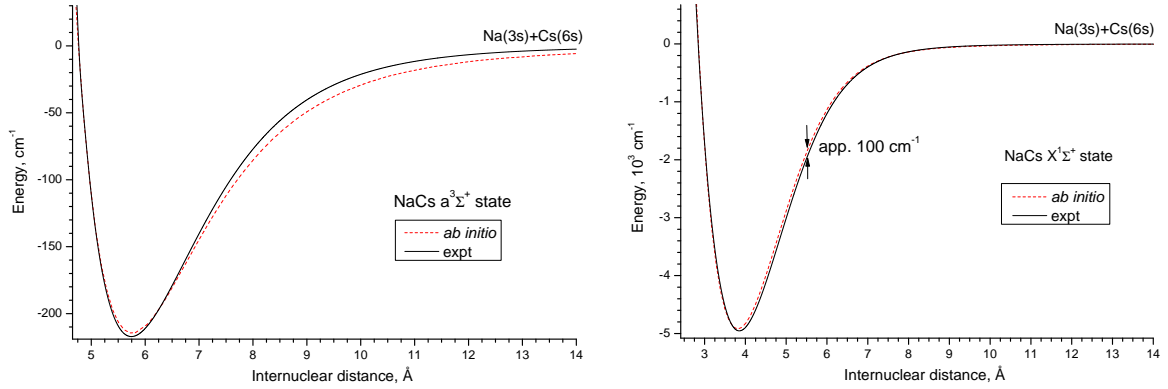 Na(3s)+Cs(6s)
0
-50
-100
-150
-200
Energy, cm⁻¹
NaCs a³Σ⁺ state
ab initio
expt
5 6 7 8 9 10 11 12 13 14
Internuclear distance, Å
Na(3s)+Cs(6s)
0
-1
-2
-3
-4
-5
Energy, 10³ cm⁻¹
app. 100 cm⁻¹
NaCs X¹Σ⁺ state
ab initio
expt
3 4 5 6 7 8 9 10 11 12 13 14
Internuclear distance, Å